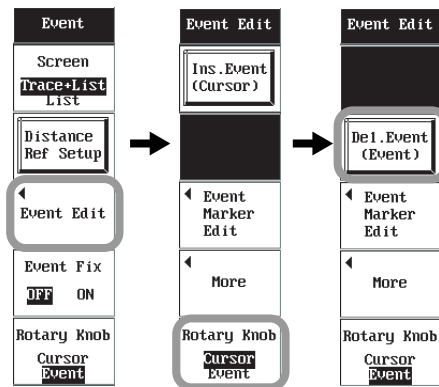 Event
Screen
Trace+List
List
Distance
Ref Setup
Event Edit
Event Fix
OFF ON
Rotary Knob
Cursor
Event
Event Edit
Ins.Event
(Cursor)
Event
Marker
Edit
More
Rotary Knob
Cursor
Event
Event Edit
Del.Event
(Event)
Event
Marker
Edit
More
Rotary Knob
Cursor
Event